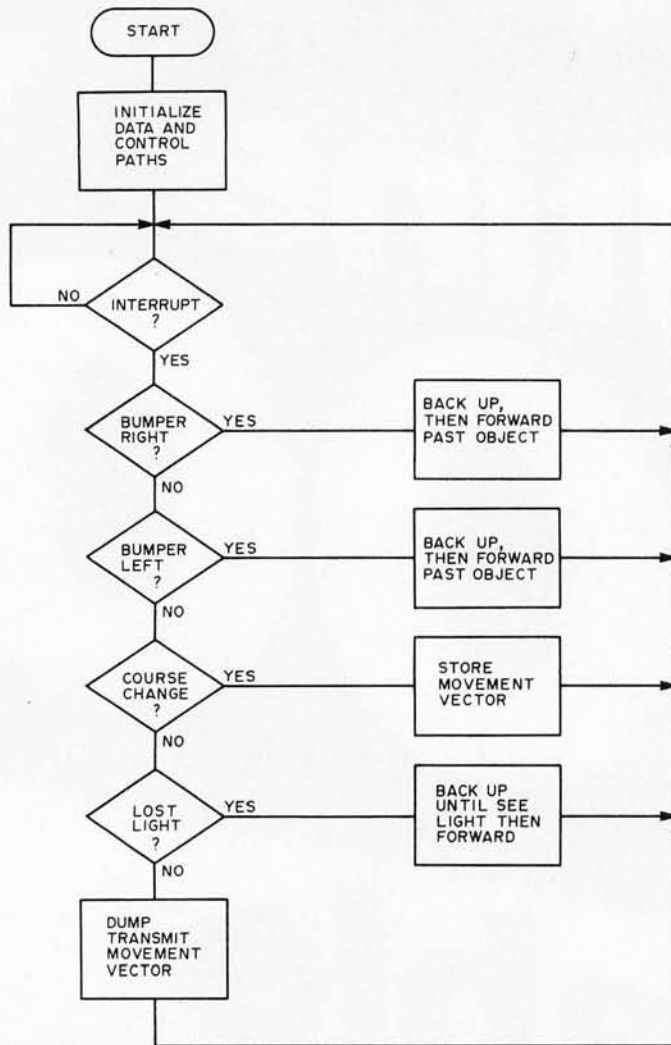 START
INITIALIZE
DATA AND
CONTROL
PATHS
NO
INTERRUPT
?
YES
BUMPER
RIGHT
?
YES
BACK UP,
THEN FORWARD
PAST OBJECT
NO
BUMPER
LEFT
?
YES
BACK UP,
THEN FORWARD
PAST OBJECT
NO
COURSE
CHANGE
?
YES
STORE
MOVEMENT
VECTOR
NO
LOST
LIGHT
?
YES
BACK UP
UNTIL SEE
LIGHT THEN
FORWARD
NO
DUMP
TRANSMIT
MOVEMENT
VECTOR